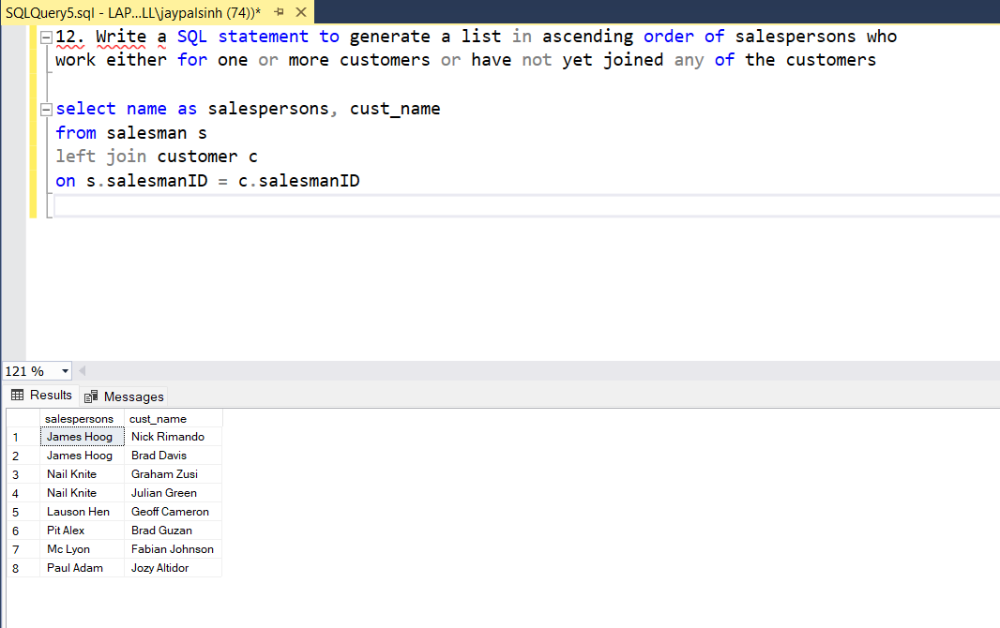 SQLQuery5.sql - LAP...LL\jaypalsinh (74))*
12. Write a SQL statement to generate a list in ascending order of salespersons who
work either for one or more customers or have not yet joined any of the customers
select name as salespersons, cust_name
from salesman s
left join customer c
on s.salesmanID = c.salesmanID
121 %
Results Messages
salespersons cust_name
1 James Hoog Nick Rimando
2 James Hoog Brad Davis
3 Nail Knite Graham Zusi
4 Nail Knite Julian Green
5 Lauson Hen Geoff Cameron
6 Pit Alex Brad Guzan
7 Mc Lyon Fabian Johnson
8 Paul Adam Jozy Altidor